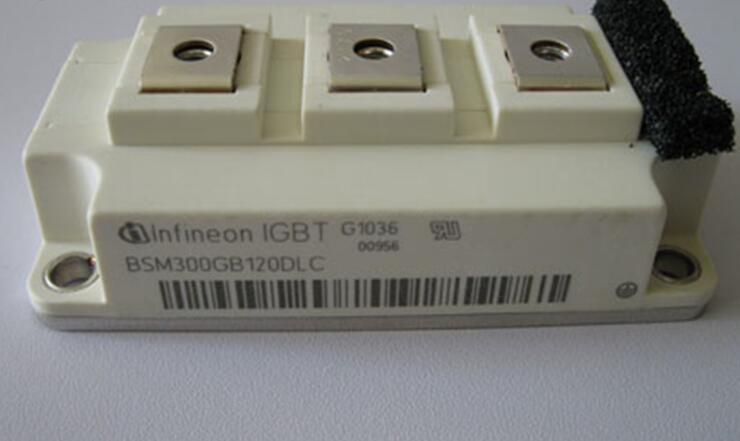 Infineon IGBT G1036
00956
BSM300GB120DLC